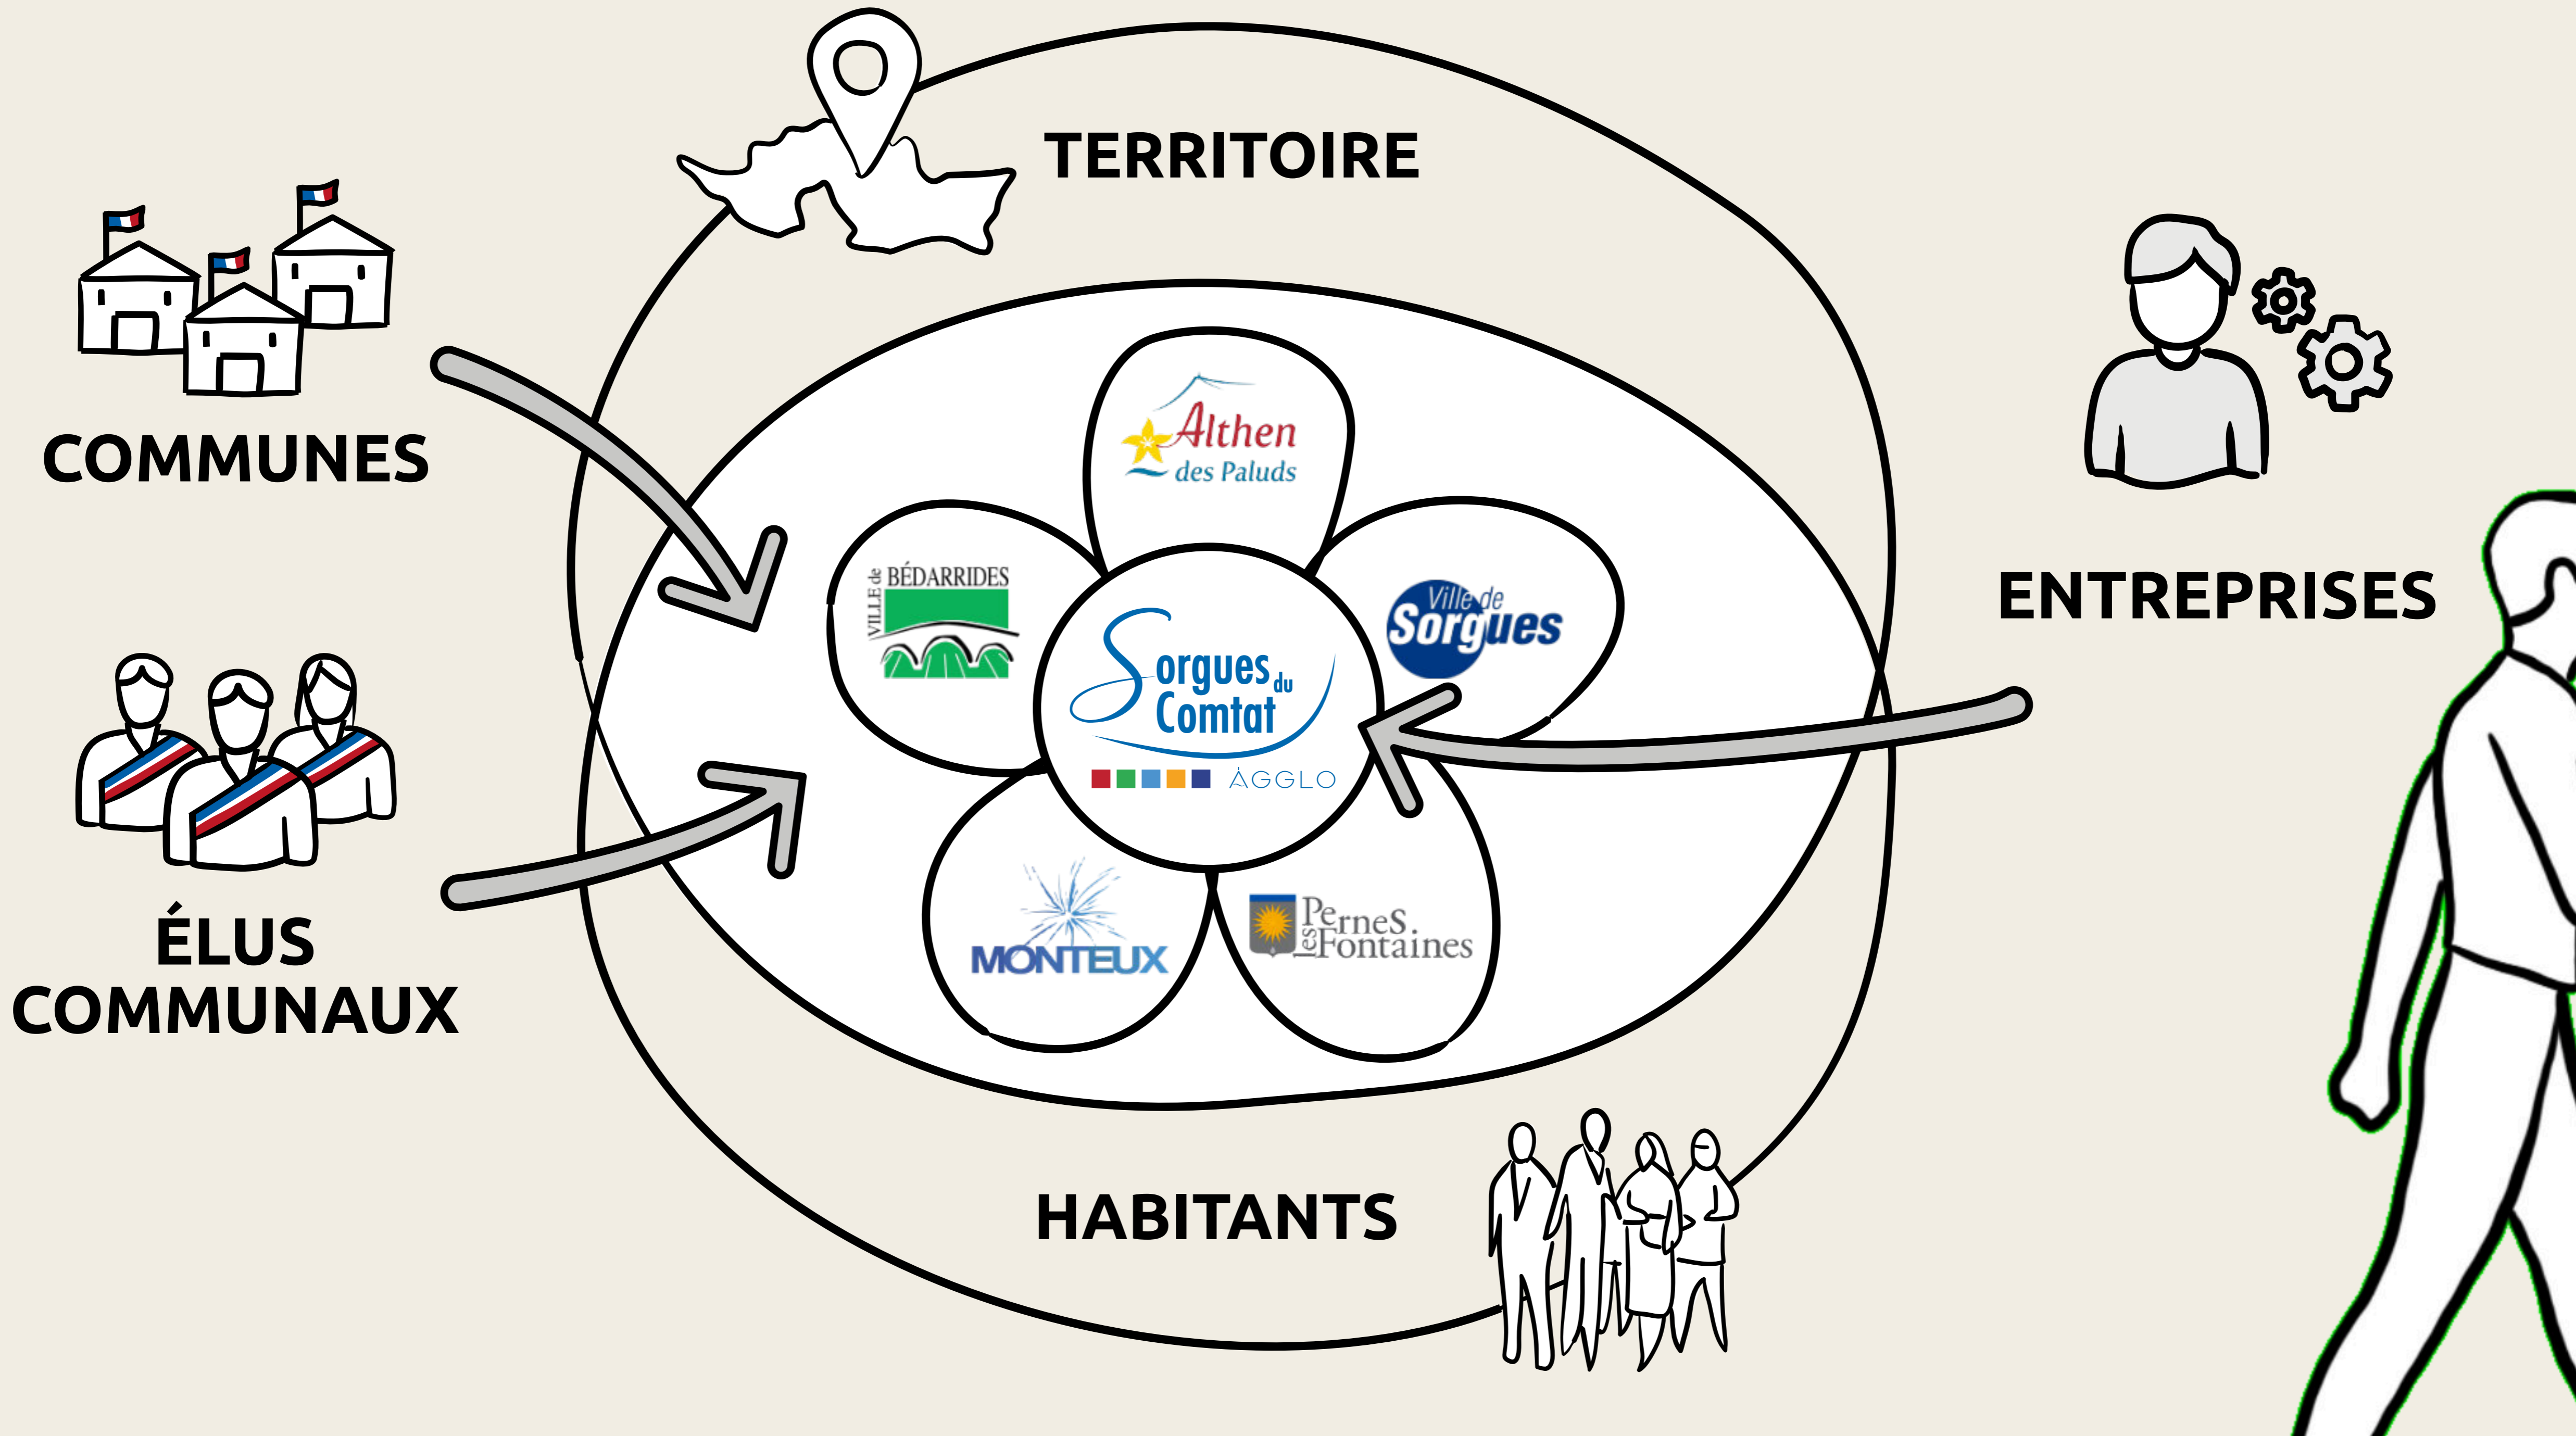 TERRITOIRE
COMMUNES
ÉLUS
COMMUNAUX
Althen
des Paluds
VILLE de
BÉDARRIDES
Ville de
Sorgues
Sorgues du
Comtat
AGGLO
MONTEUX
PerneS.
les Fontaines
ENTREPRISES
HABITANTS